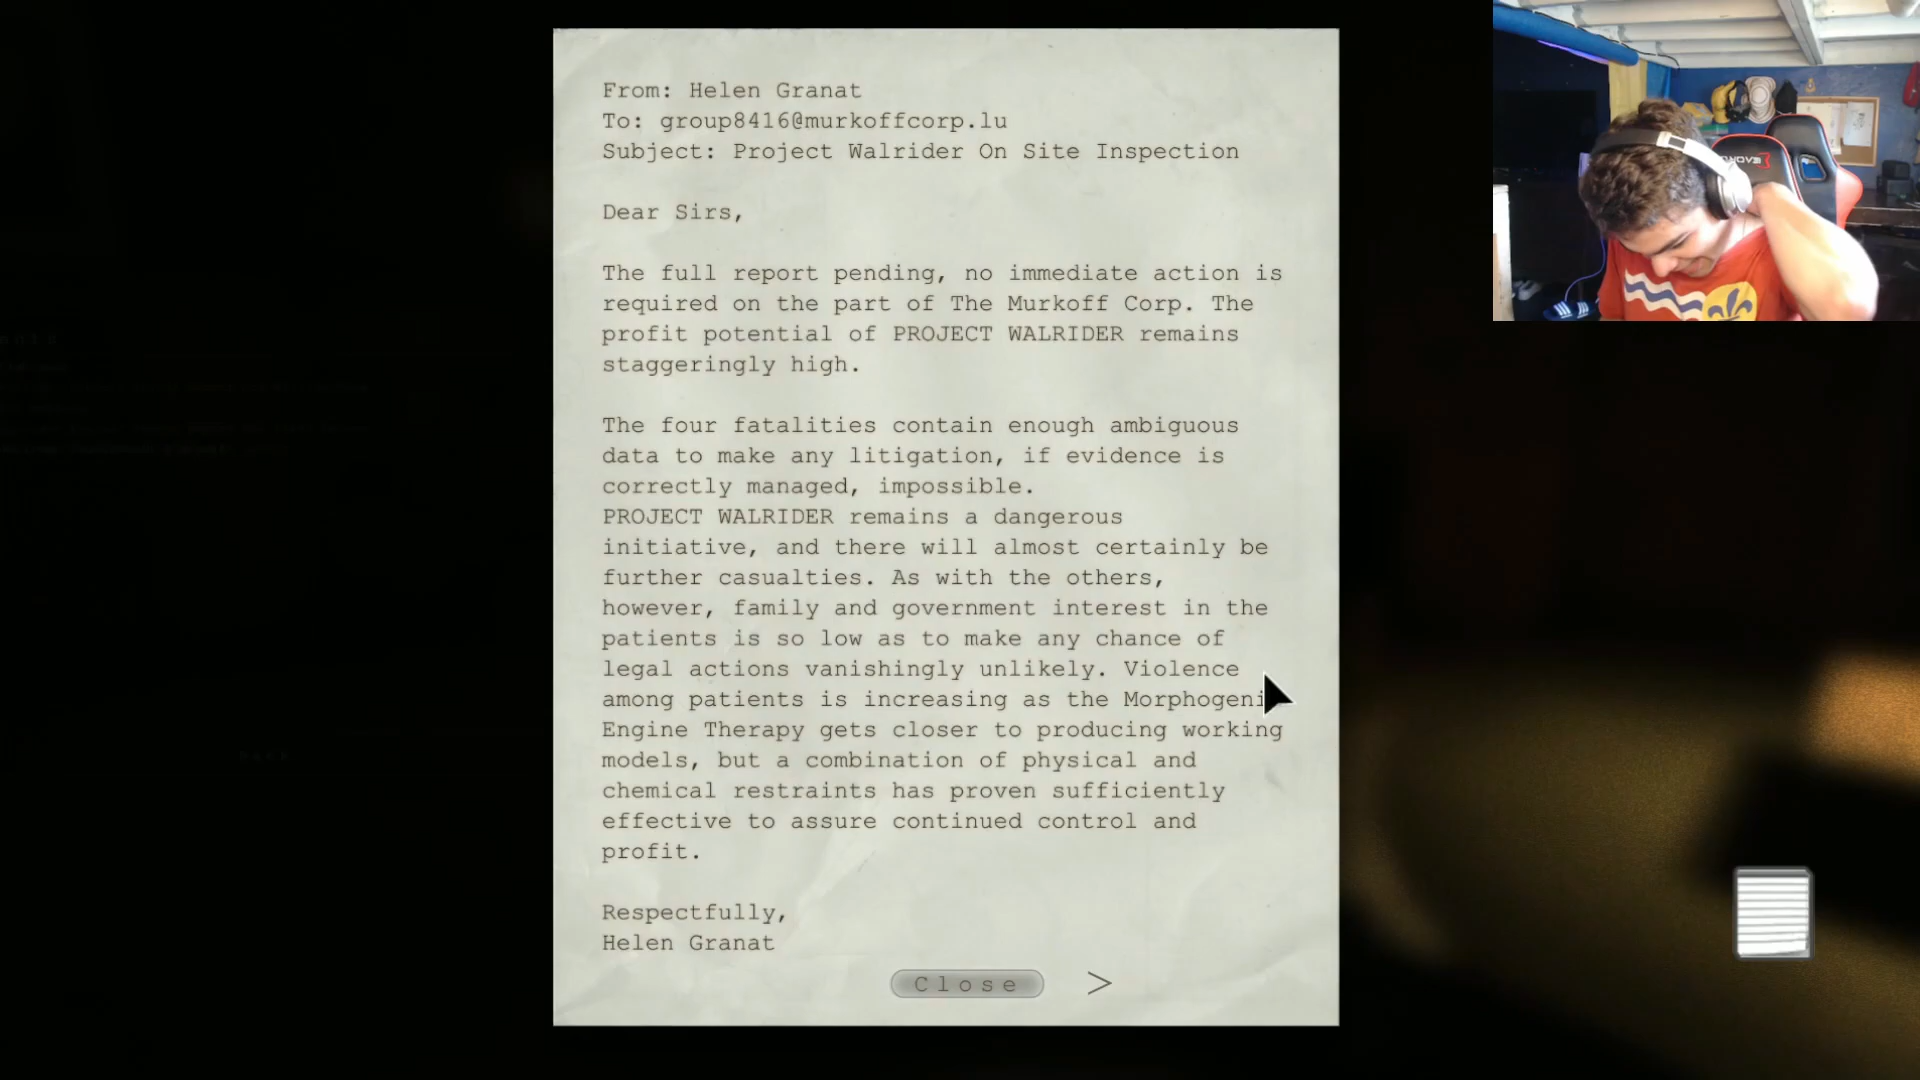 From: Helen Granat
To: group8416@murkoffcorp.lu
Subject: Project Walrider On Site Inspection
Dear Sirs,
The full report pending, no immediate action is
required on the part of The Murkoff Corp. The
profit potential of PROJECT WALRIDER remains
staggeringly high.
The four fatalities contain enough ambiguous
data to make any litigation, if evidence is
correctly managed, impossible.
PROJECT WALRIDER remains a dangerous
initiative, and there will almost certainly be
further casualties. As with the others,
however, family and government interest in the
patients is so low as to make any chance of
legal actions vanishingly unlikely. Violence
among patients is increasing as the Morphogeni
Engine Therapy gets closer to producing working
models, but a combination of physical and
chemical restraints has proven sufficiently
effective to assure continued control and
profit.
Respectfully,
Helen Granat
Close >